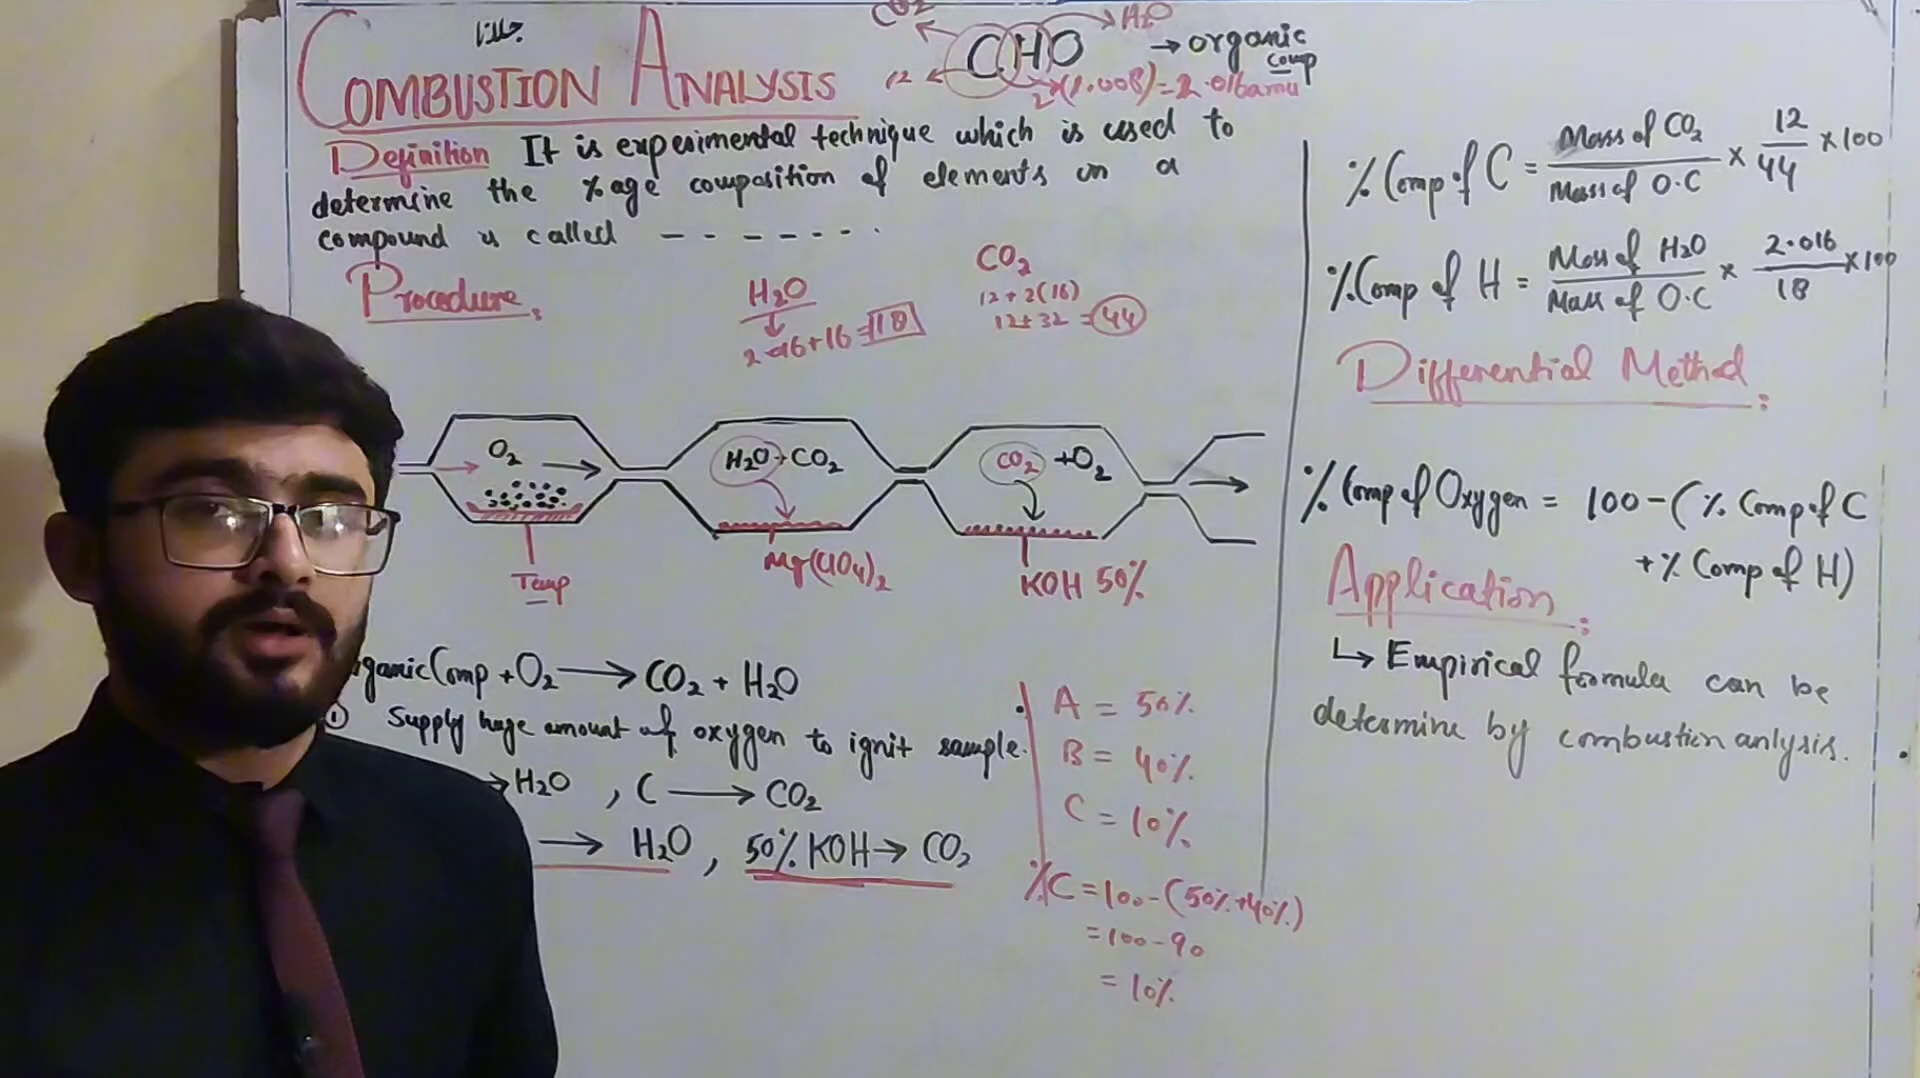 جلانا
COMBUSTION ANALYSIS
CO2
H2O
CHO → organic
comp
12
2×(1.008)=2.016amu
Definition It is experimental technique which is used to
determine the %age composition of elements in a
compound is called - - - - - - -
Procedure
H2O
2.016+16=18
CO2
12+2(16)
12+32=44
O2 →
H2O+CO2
CO2 +O2
Temp
Mg(ClO4)2
KOH 50%
rganic Comp + O2 → CO2 + H2O
① Supply huge amount of oxygen to ignit sample.
→H2O , C → CO2
→ H2O , 50% KOH → CO2
A = 50%
B = 40%
C = 10%
%C = 100-(50%+40%)
= 100-90
= 10%
% Comp of C = Mass of CO2 / Mass of O.C × 12/44 ×100
% Comp of H = Mass of H2O / Mass of O.C × 2.016/18 ×100
Differential Method:
% Comp of Oxygen = 100-(% Comp of C
+% Comp of H)
Application:
↳ Empirical formula can be
determine by combustion anlysis.